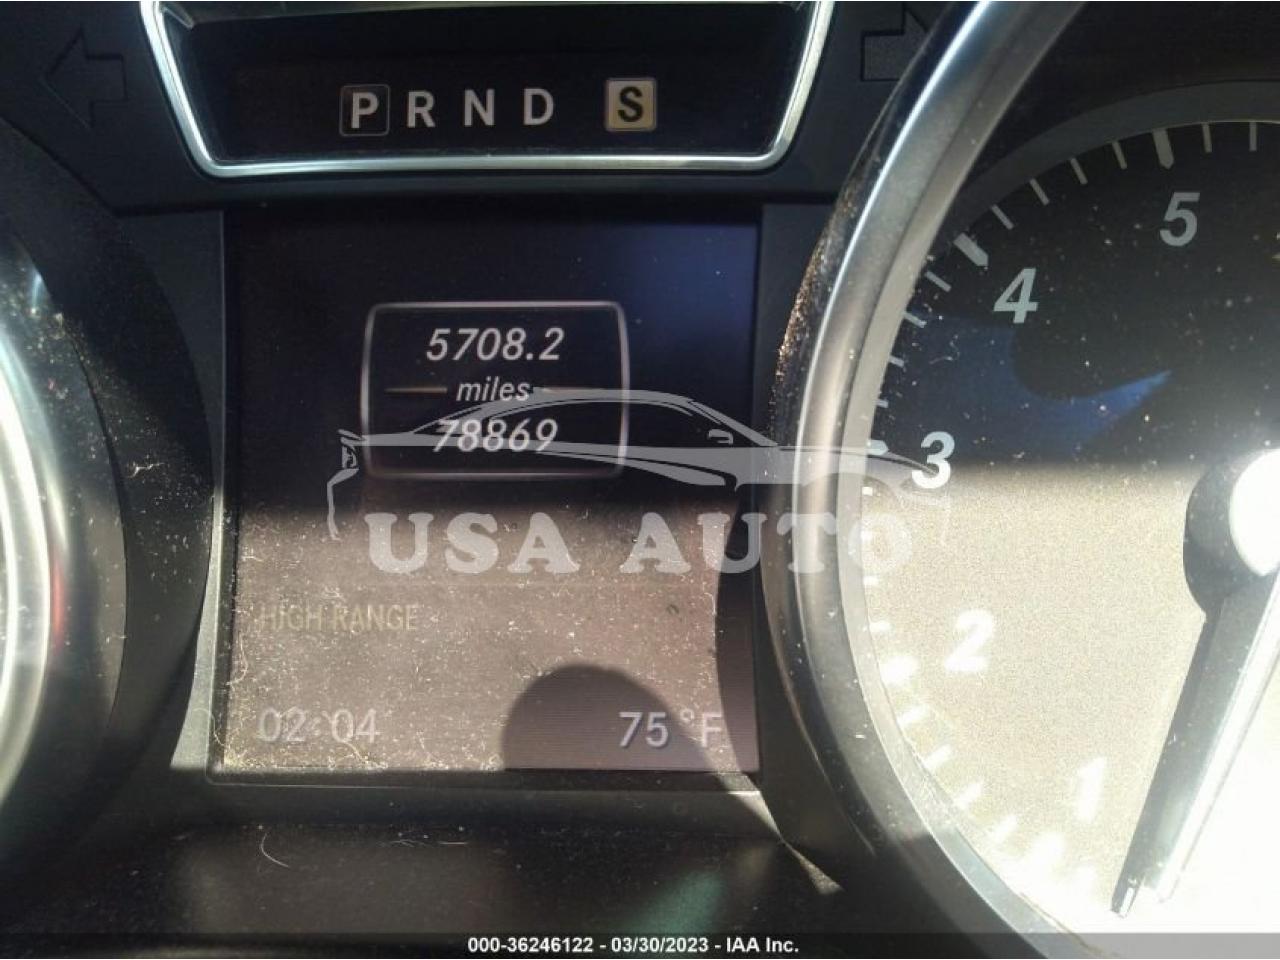 P R N D S
5708.2
miles
78869
USA AUTO
HIGH RANGE
02:04 75°F
5
4
3
2
1
000-36246122 - 03/30/2023 - IAA Inc.